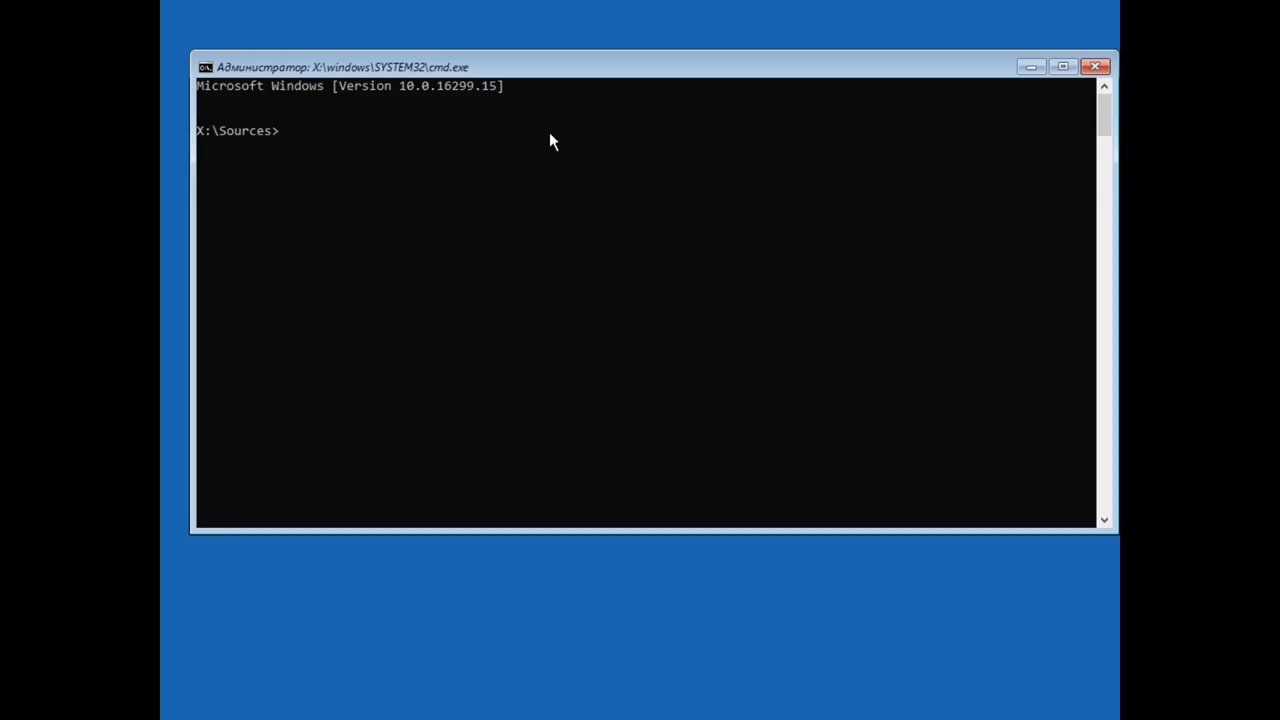 Администратор: X:\windows\SYSTEM32\cmd.exe
Microsoft Windows [Version 10.0.16299.15]
X:\Sources>